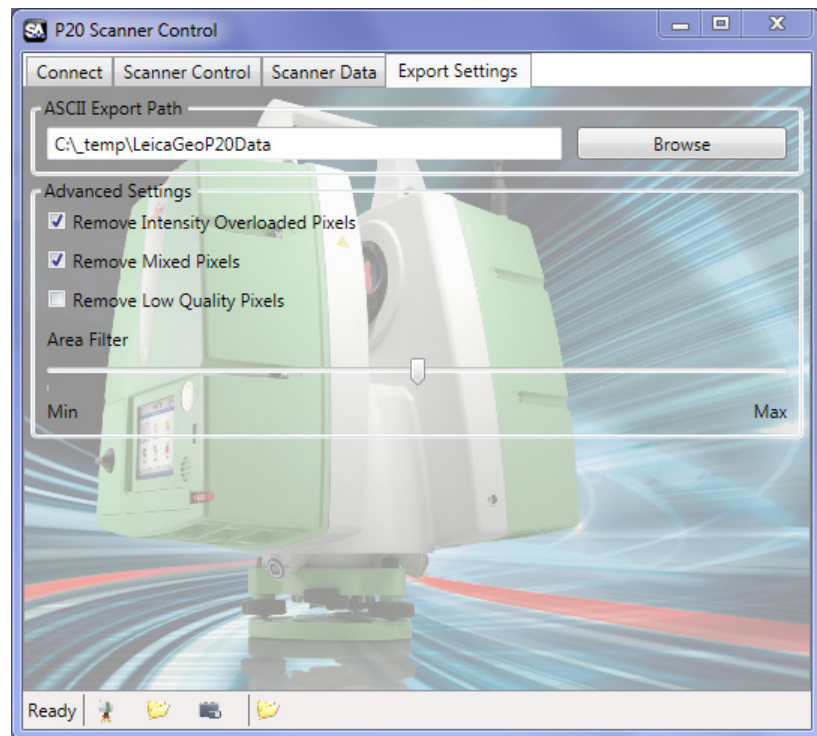 SA P20 Scanner Control
Connect Scanner Control Scanner Data Export Settings
ASCII Export Path
C:\_temp\LeicaGeoP20Data Browse
Advanced Settings
Remove Intensity Overloaded Pixels
Remove Mixed Pixels
Remove Low Quality Pixels
Area Filter
Min Max
Ready